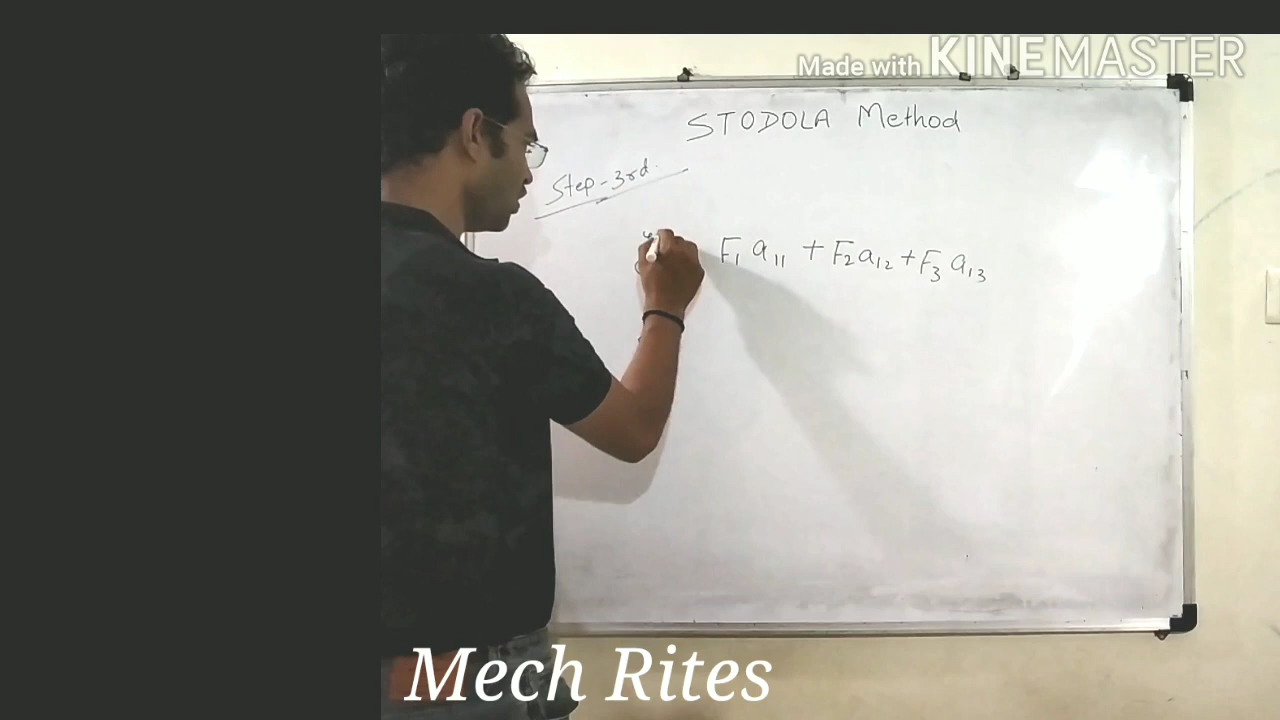 Made with KINEMASTER
STODOLA Method
Step-3rd.
F₁ a₁₁ + F₂ a₁₂ + F₃ a₁₃
Mech Rites